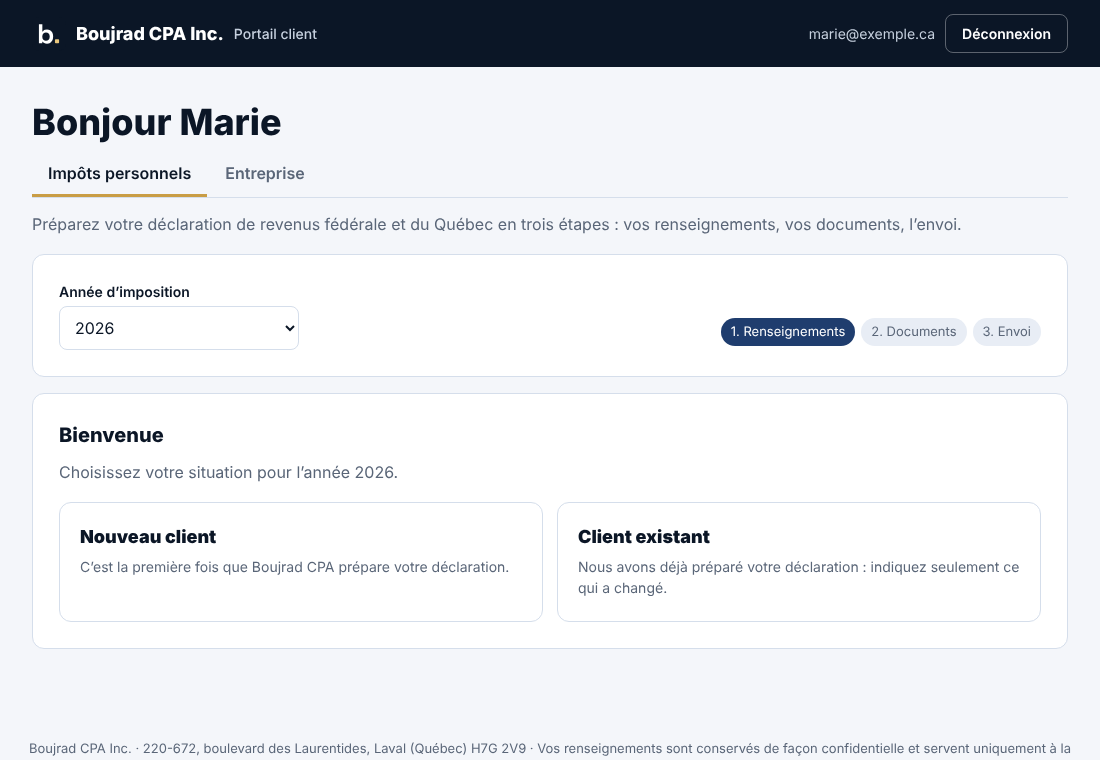 b. Boujrad CPA Inc. Portail client marie@exemple.ca Déconnexion
Bonjour Marie
Impôts personnels Entreprise
Préparez votre déclaration de revenus fédérale et du Québec en trois étapes : vos renseignements, vos documents, l’envoi.
Année d’imposition
2026
1. Renseignements 2. Documents 3. Envoi
Bienvenue
Choisissez votre situation pour l’année 2026.
Nouveau client
C’est la première fois que Boujrad CPA prépare votre déclaration.
Client existant
Nous avons déjà préparé votre déclaration : indiquez seulement ce
qui a changé.
Boujrad CPA Inc. · 220-672, boulevard des Laurentides, Laval (Québec) H7G 2V9 · Vos renseignements sont conservés de façon confidentielle et servent uniquement à la